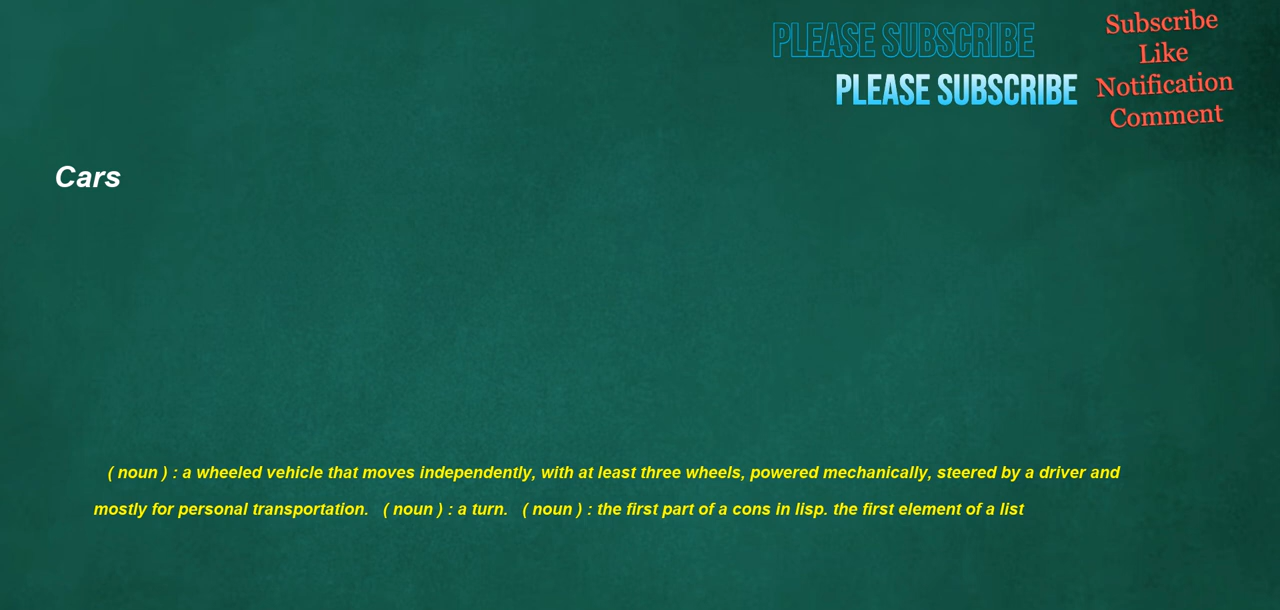 PLEASE SUBSCRIBE
PLEASE SUBSCRIBE
Subscribe
Like
Notification
Comment
Cars
( noun ) : a wheeled vehicle that moves independently, with at least three wheels, powered mechanically, steered by a driver and
mostly for personal transportation. ( noun ) : a turn. ( noun ) : the first part of a cons in lisp. the first element of a list